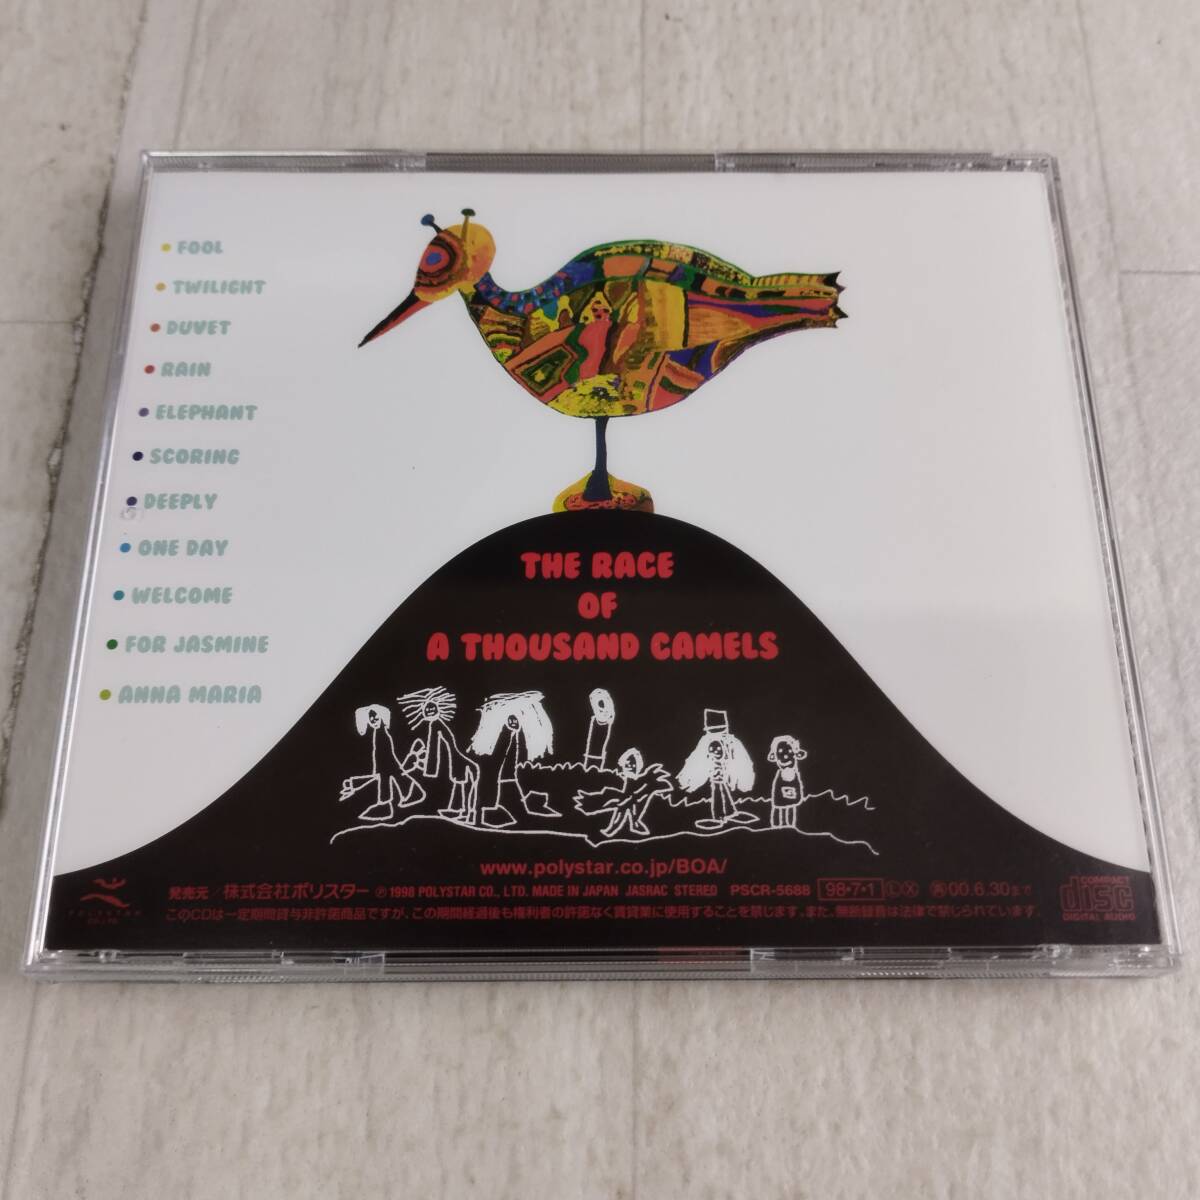 FOOL
TWILIGHT
DUVET
RAIN
ELEPHANT
SCORING
DEEPLY
ONE DAY
WELCOME
FOR JASMINE
ANNA MARIA
THE RACE
OF
A THOUSAND CAMELS
www.polystar.co.jp/BOA/
発売元/株式会社ポリスター ℗1998 POLYSTAR CO., LTD. MADE IN JAPAN JASRAC STEREO PSCR-5688 98・7・1 Ⓛ Ⓧ 00.6.30まで
このCDは一定期間貸与非許諾商品ですが、この期間経過後も権利者の許諾なく賃貸業に使用することを禁じます。また、無断録音は法律で禁じられています。
POLYSTAR
COMPACT
disc
DIGITAL AUDIO